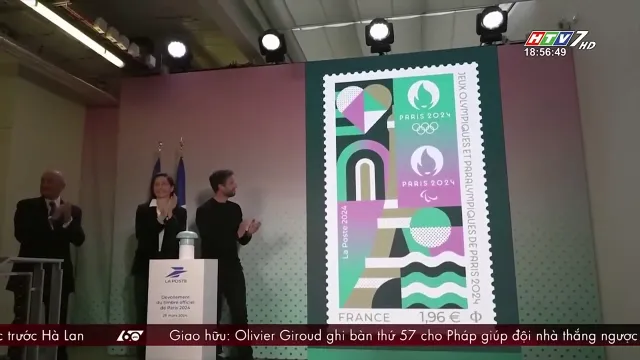 HTV7 HD
18:56:49
PARIS 2024
PARIS 2024
JEUX OLYMPIQUES ET PARALYMPIQUES DE PARIS 2024
La Poste 2024
FRANCE 1,96 €
LA POSTE
Lancement
du timbre officiel
de Paris 2024
c trước Hà Lan
60
Giao hữu: Olivier Giroud ghi bàn thứ 57 cho Pháp giúp đội nhà thắng ngược